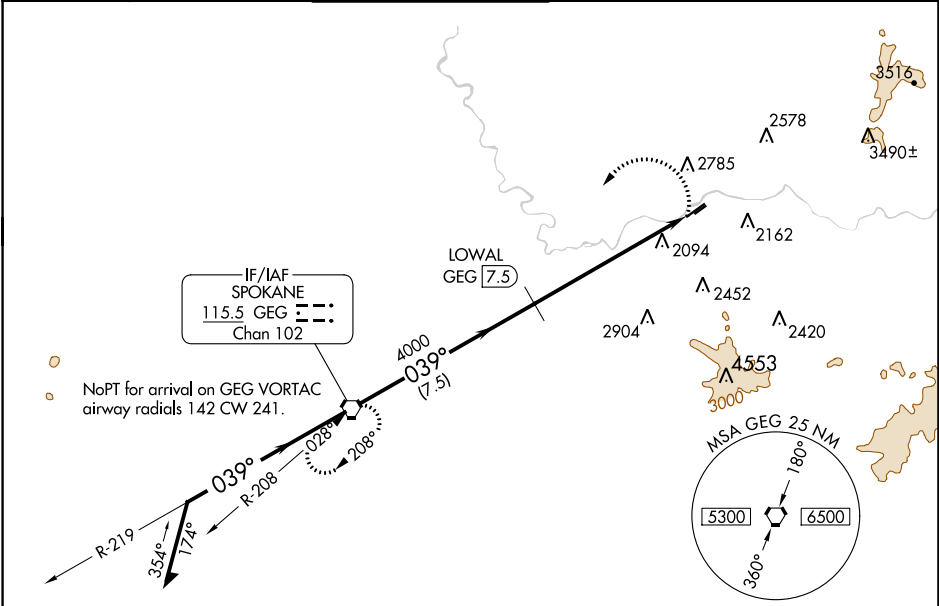 3516
2578
3490±
2785
2162
2094
LOWAL
GEG 7.5
IF/IAF
SPOKANE
115.5 GEG
Chan 102
2452
2904
2420
4000
039°
(7.5)
4553
3000
NoPT for arrival on GEG VORTAC
airway radials 142 CW 241.
028°
208°
039°
R-208
R-219
354°
174°
MSA GEG 25 NM
180°
5300
6500
360°